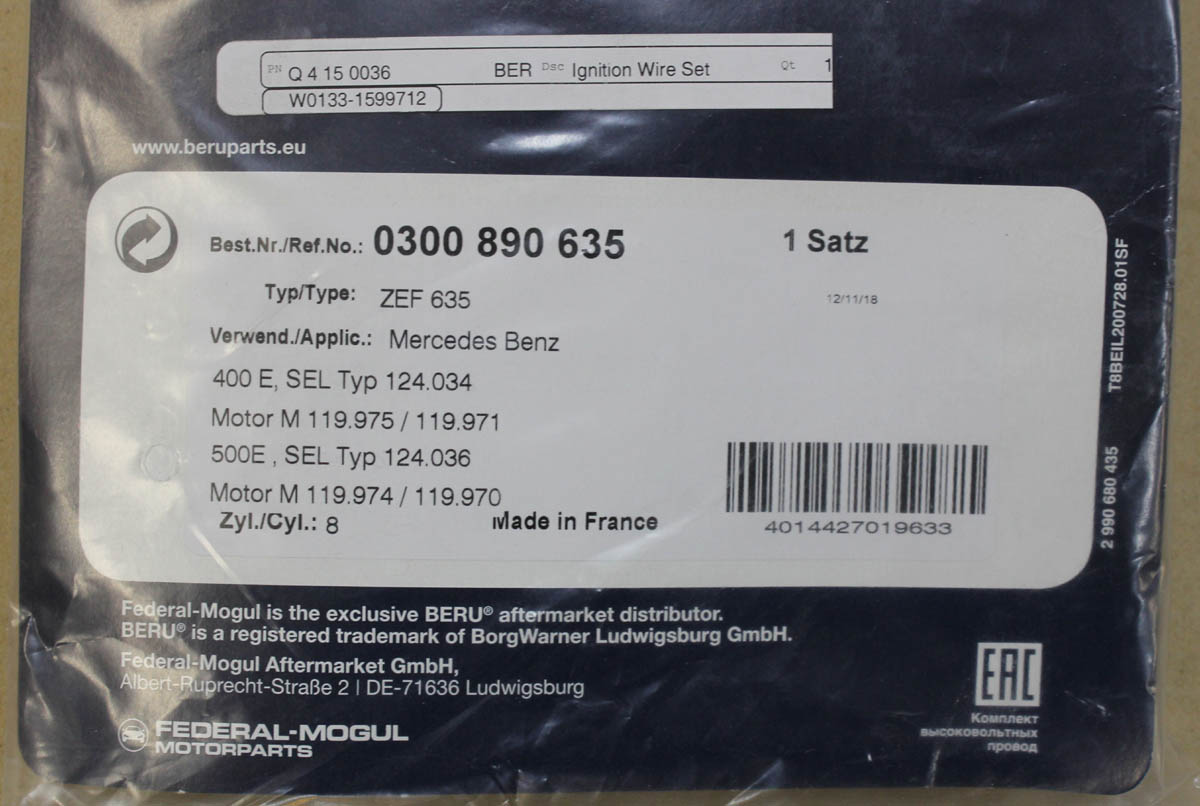 PN Q 4 15 0036 BER Dsc Ignition Wire Set Qt 1
W0133-1599712
www.beruparts.eu
Best.Nr./Ref.No.: 0300 890 635 1 Satz
Typ/Type: ZEF 635 12/11/18
Verwend./Applic.: Mercedes Benz
400 E, SEL Typ 124.034
Motor M 119.975 / 119.971
500E , SEL Typ 124.036
Motor M 119.974 / 119.970
Zyl./Cyl.: 8 Made in France
4014427019633
2 990 680 435 T8BEIL200728.01SF
Federal-Mogul is the exclusive BERU® aftermarket distributor.
BERU® is a registered trademark of BorgWarner Ludwigsburg GmbH.
Federal-Mogul Aftermarket GmbH,
Albert-Ruprecht-Straße 2 | DE-71636 Ludwigsburg
FEDERAL-MOGUL
MOTORPARTS
EAC
Комплект
высоковольтных
провод